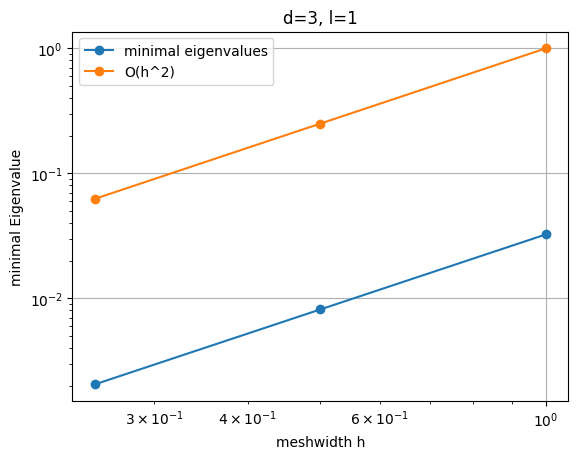 d=3, l=1
minimal eigenvalues
O(h^2)
10^0
10^-1
10^-2
minimal Eigenvalue
3 × 10^-1
4 × 10^-1
6 × 10^-1
10^0
meshwidth h